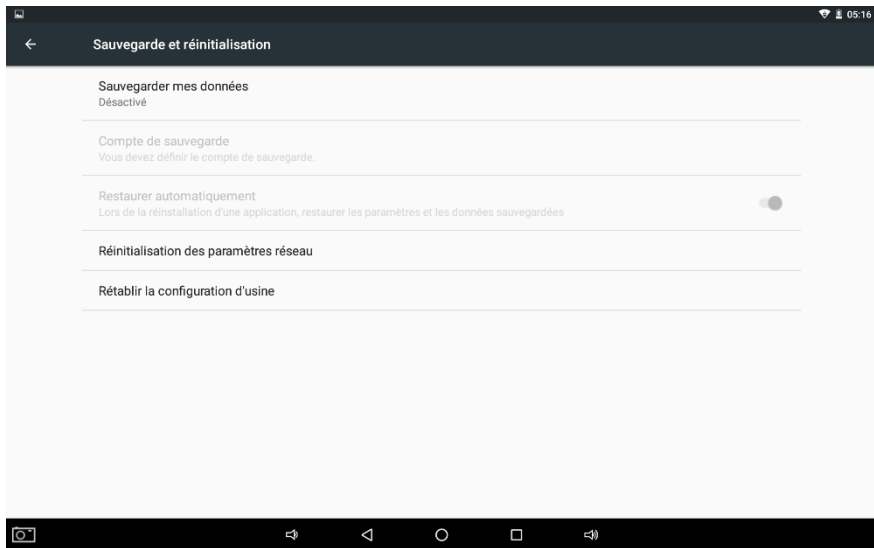 05:16
Sauvegarde et réinitialisation
Sauvegarder mes données
Désactivé
Compte de sauvegarde
Vous devez définir le compte de sauvegarde.
Restaurer automatiquement
Lors de la réinstallation d'une application, restaurer les paramètres et les données sauvegardées
Réinitialisation des paramètres réseau
Rétablir la configuration d'usine